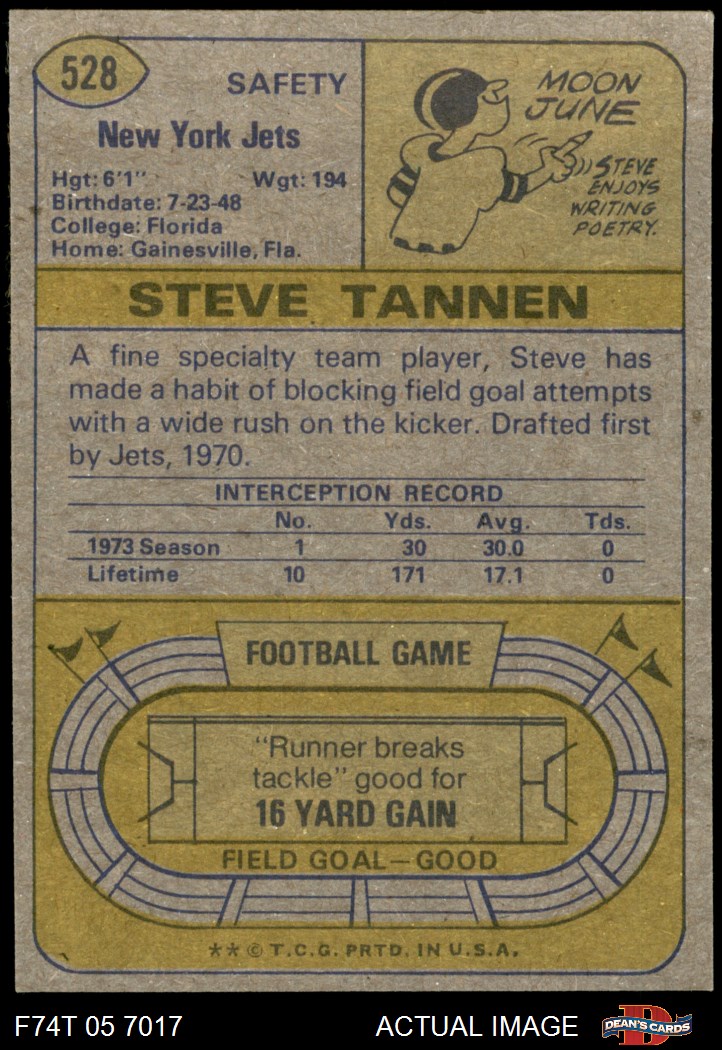 528
SAFETY
New York Jets
Hgt: 6'1" Wgt: 194
Birthdate: 7-23-48
College: Florida
Home: Gainesville, Fla.
MOON
JUNE
STEVE
ENJOYS
WRITING
POETRY.
STEVE TANNEN
A fine specialty team player, Steve has
made a habit of blocking field goal attempts
with a wide rush on the kicker. Drafted first
by Jets, 1970.
INTERCEPTION RECORD
No. Yds. Avg. Tds.
1973 Season 1 30 30.0 0
Lifetime 10 171 17.1 0
FOOTBALL GAME
"Runner breaks
tackle" good for
16 YARD GAIN
FIELD GOAL—GOOD
** © T.C.G. PRTD. IN U.S.A.
F74T 05 7017 ACTUAL IMAGE
D
DEAN'S CARDS